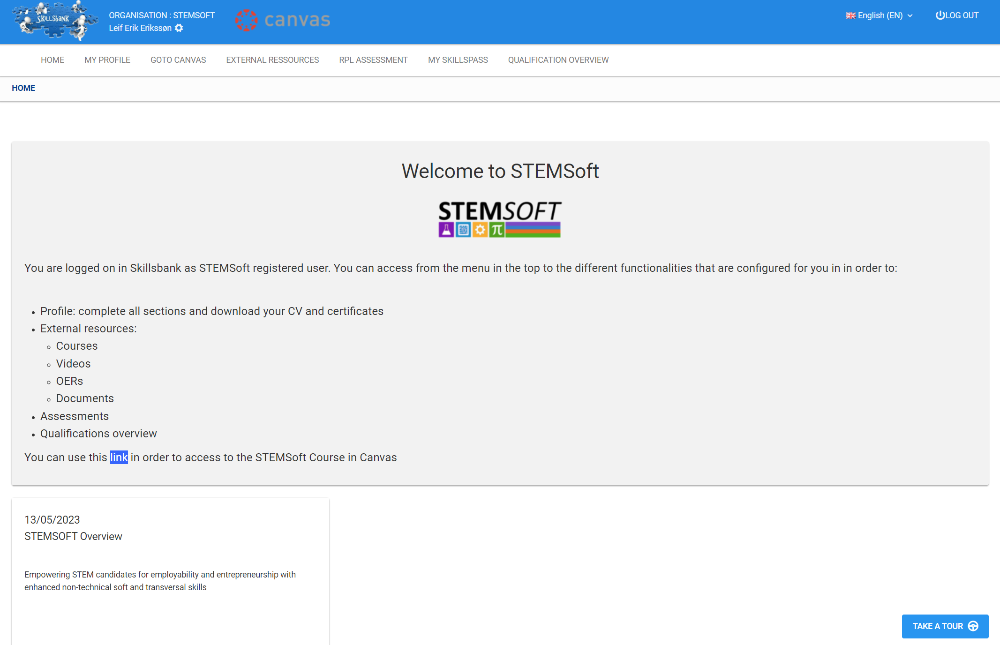 SKILLSbANK
ORGANISATION : STEMSOFT
Leif Erik Erikssøn
canvas
English (EN)
LOG OUT
HOME
MY PROFILE
GOTO CANVAS
EXTERNAL RESSOURCES
RPL ASSESSMENT
MY SKILLSPASS
QUALIFICATION OVERVIEW
HOME
Welcome to STEMSoft
STEMSOFT
π
You are logged on in Skillsbank as STEMSoft registered user. You can access from the menu in the top to the different functionalities that are configured for you in in order to:
Profile: complete all sections and download your CV and certificates
External resources:
Courses
Videos
OERs
Documents
Assessments
Qualifications overview
You can use this link in order to access to the STEMSoft Course in Canvas
13/05/2023
STEMSOFT Overview
Empowering STEM candidates for employability and entrepreneurship with
enhanced non-technical soft and transversal skills
TAKE A TOUR